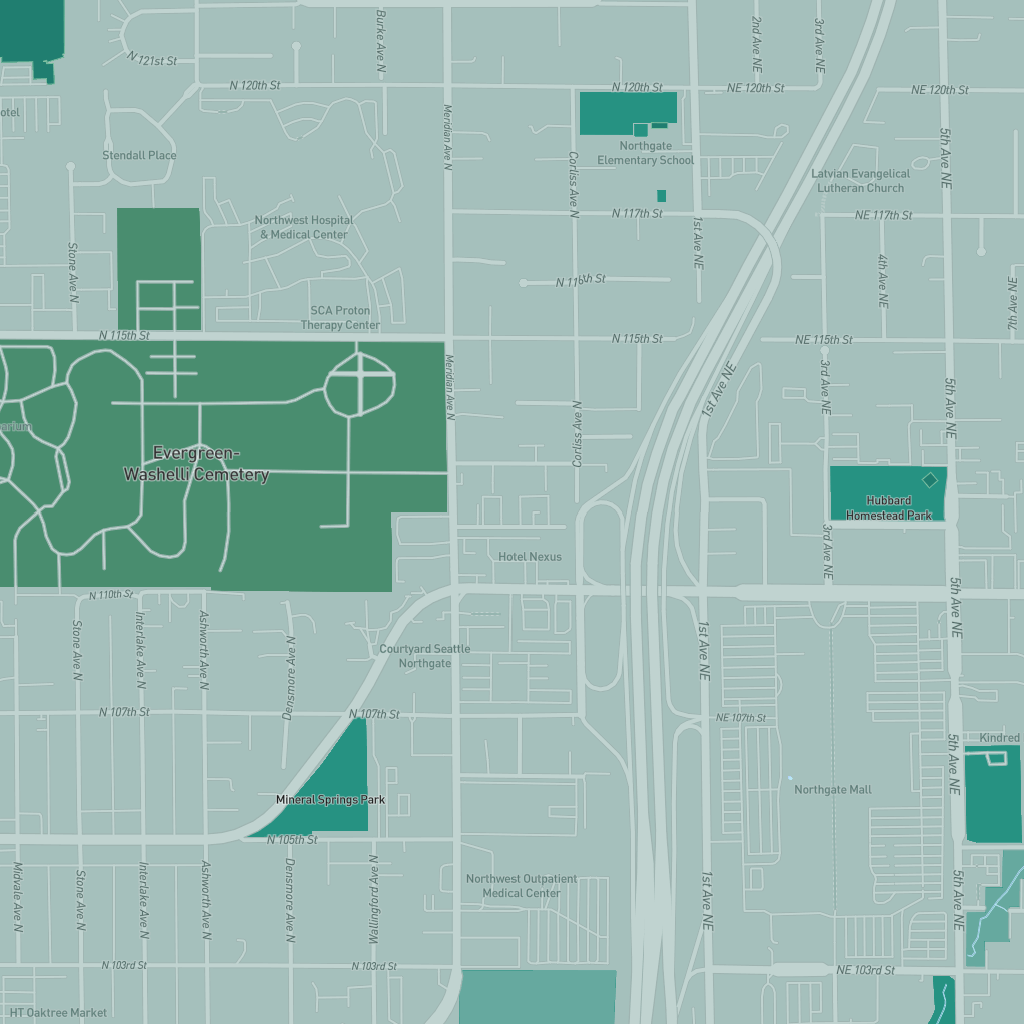 N 121st St
Burke Ave N
2nd Ave NE
3rd Ave NE
N 120th St
N 120th St
NE 120th St
NE 120th St
otel
Stendall Place
Meridian Ave N
Corliss Ave N
Northgate
Elementary School
5th Ave NE
Latvian Evangelical
Lutheran Church
Northwest Hospital
& Medical Center
N 117th St
NE 117th St
Stone Ave N
1st Ave NE
4th Ave NE
7th Ave NE
N 116th St
SCA Proton
Therapy Center
N 115th St
N 115th St
NE 115th St
Meridian Ave N
1st Ave NE
3rd Ave NE
5th Ave NE
Corliss Ave N
Evergreen-
Washelli Cemetery
Hubbard
Homestead Park
3rd Ave NE
Hotel Nexus
N 110th St
Stone Ave N
Interlake Ave N
Ashworth Ave N
Densmore Ave N
Courtyard Seattle
Northgate
1st Ave NE
5th Ave NE
N 107th St
N 107th St
NE 107th St
Kindred
5th Ave NE
Northgate Mall
Mineral Springs Park
N 105th St
Midvale Ave N
Stone Ave N
Interlake Ave N
Ashworth Ave N
Densmore Ave N
Wallingford Ave N
Northwest Outpatient
Medical Center
1st Ave NE
5th Ave NE
N 103rd St
N 103rd St
NE 103rd St
HT Oaktree Market